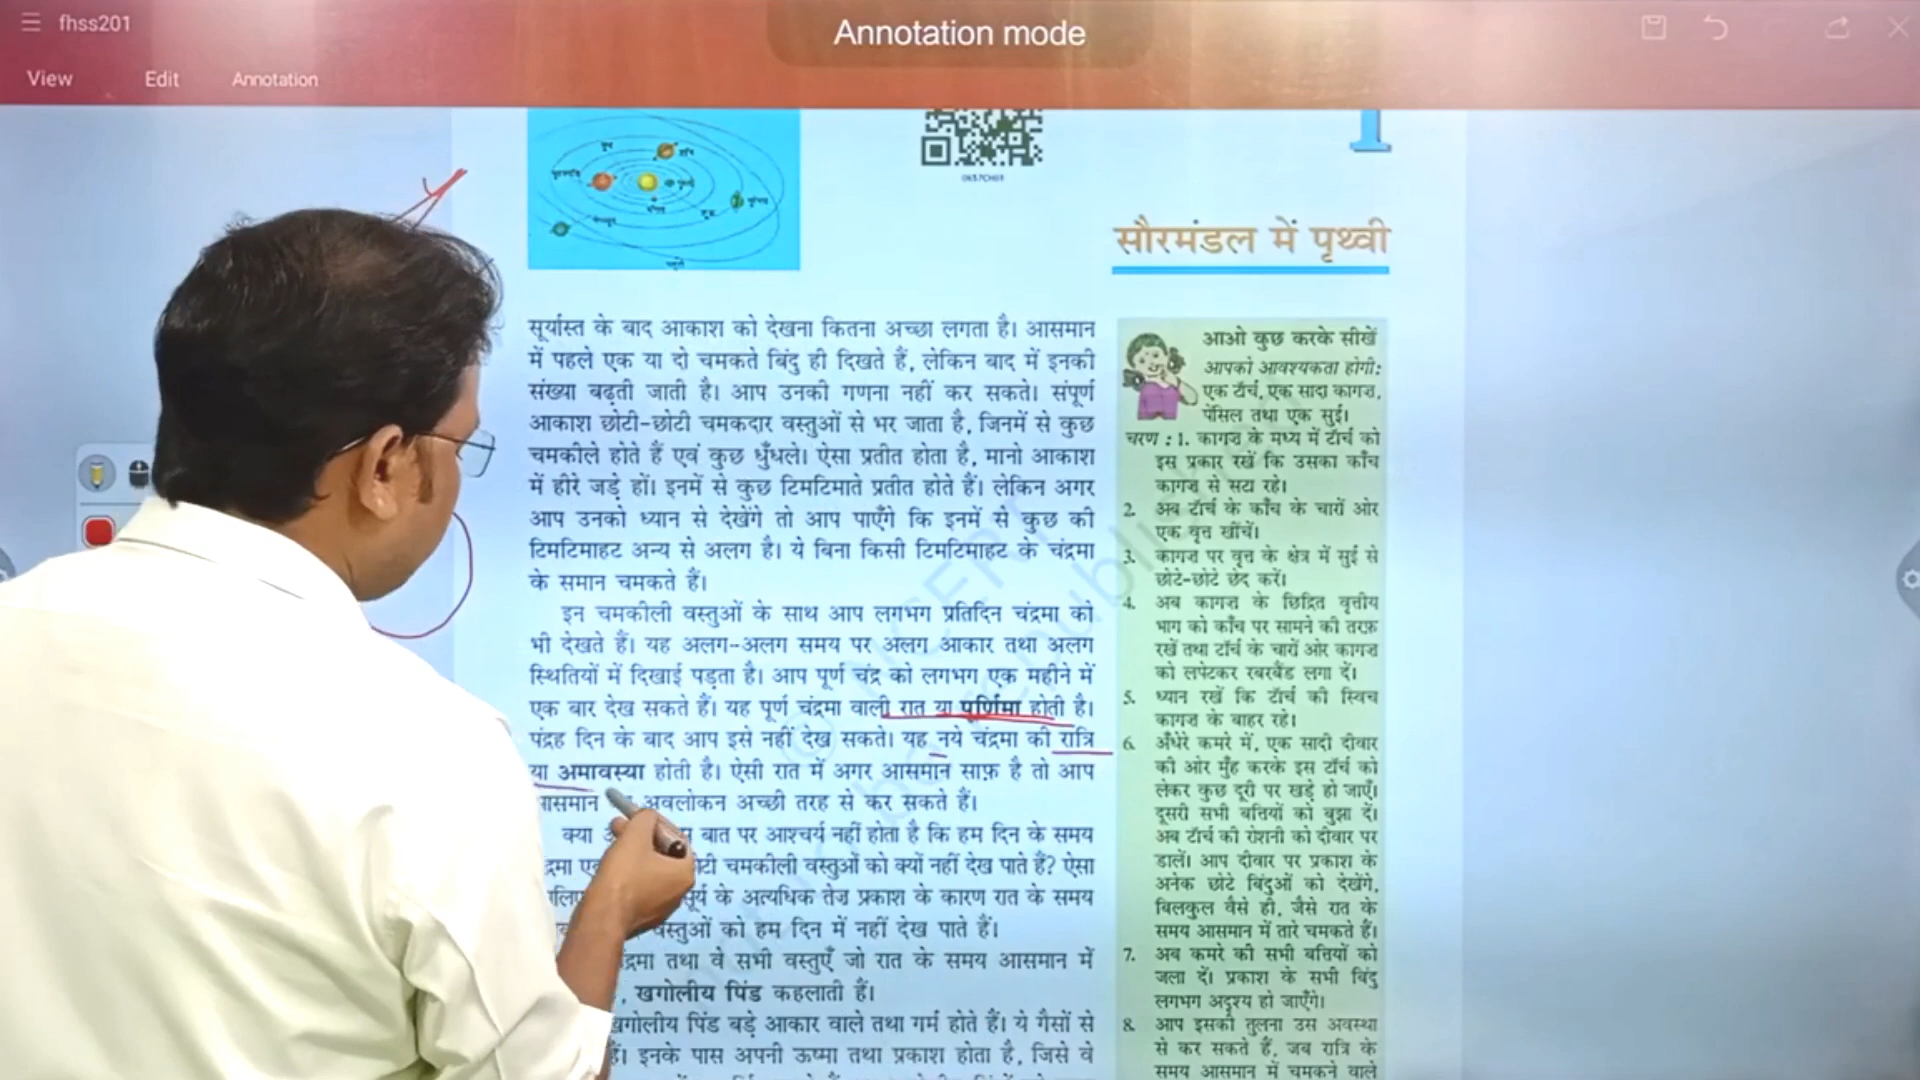 fhss201
Annotation mode
View Edit Annotation
1
सौरमंडल में पृथ्वी
सूर्यास्त के बाद आकाश को देखना कितना अच्छा लगता है। आसमान
में पहले एक या दो चमकते बिंदु ही दिखते हैं, लेकिन बाद में इनकी
संख्या बढ़ती जाती है। आप उनकी गणना नहीं कर सकते। संपूर्ण
आकाश छोटी-छोटी चमकदार वस्तुओं से भर जाता है, जिनमें से कुछ
चमकीले होते हैं एवं कुछ धुँधले। ऐसा प्रतीत होता है, मानो आकाश
में हीरे जड़े हों। इनमें से कुछ टिमटिमाते प्रतीत होते हैं। लेकिन अगर
आप उनको ध्यान से देखेंगे तो आप पाएँगे कि इनमें से कुछ की
टिमटिमाहट अन्य से अलग है। ये बिना किसी टिमटिमाहट के चंद्रमा
के समान चमकते हैं।
इन चमकीली वस्तुओं के साथ आप लगभग प्रतिदिन चंद्रमा को
भी देखते हैं। यह अलग-अलग समय पर अलग आकार तथा अलग
स्थितियों में दिखाई पड़ता है। आप पूर्ण चंद्र को लगभग एक महीने में
एक बार देख सकते हैं। यह पूर्ण चंद्रमा वाली रात या पूर्णिमा होती है।
पंद्रह दिन के बाद आप इसे नहीं देख सकते। यह नये चंद्रमा की रात्रि
या अमावस्या होती है। ऐसी रात में अगर आसमान साफ़ है तो आप
अवलोकन अच्छी तरह से कर सकते हैं।
क्या बात पर आश्चर्य नहीं होता है कि हम दिन के समय
चमकीली वस्तुओं को क्यों नहीं देख पाते हैं? ऐसा
सूर्य के अत्यधिक तेज प्रकाश के कारण रात के समय
वस्तुओं को हम दिन में नहीं देख पाते हैं।
तथा वे सभी वस्तुएँ जो रात के समय आसमान में
, खगोलीय पिंड कहलाती हैं।
खगोलीय पिंड बड़े आकार वाले तथा गर्म होते हैं। ये गैसों से
हैं। इनके पास अपनी ऊष्मा तथा प्रकाश होता है, जिसे वे
आओ कुछ करके सीखें
आपको आवश्यकता होगी:
एक टॉर्च, एक सादा कागज,
पेंसिल तथा एक सुई।
चरण : 1. कागज के मध्य में टॉर्च को
इस प्रकार रखें कि उसका काँच
कागज से सटा रहे।
2. अब टॉर्च के काँच के चारों ओर
एक वृत्त खींचें।
3. कागज पर वृत्त के क्षेत्र में सुई से
छोटे-छोटे छेद करें।
4. अब कागज के छिद्रित वृत्तीय
भाग को काँच पर सामने की तरफ़
रखें तथा टॉर्च के चारों ओर कागज
को लपेटकर रबरबैंड लगा दें।
5. ध्यान रखें कि टॉर्च की स्विच
कागज के बाहर रहे।
6. अँधेरे कमरे में, एक सादी दीवार
की ओर मुँह करके इस टॉर्च को
लेकर कुछ दूरी पर खड़े हो जाएँ।
दूसरी सभी बत्तियों को बुझा दें।
अब टॉर्च की रोशनी को दीवार पर
डालें। आप दीवार पर प्रकाश के
अनेक छोटे बिंदुओं को देखेंगे,
बिलकुल वैसे ही, जैसे रात के
समय आसमान में तारे चमकते हैं।
7. अब कमरे की सभी बत्तियों को
जला दें। प्रकाश के सभी बिंदु
लगभग अदृश्य हो जाएँगे।
8. आप इसकी तुलना उस अवस्था
से कर सकते हैं, जब रात्रि के
समय आसमान में चमकने वाले